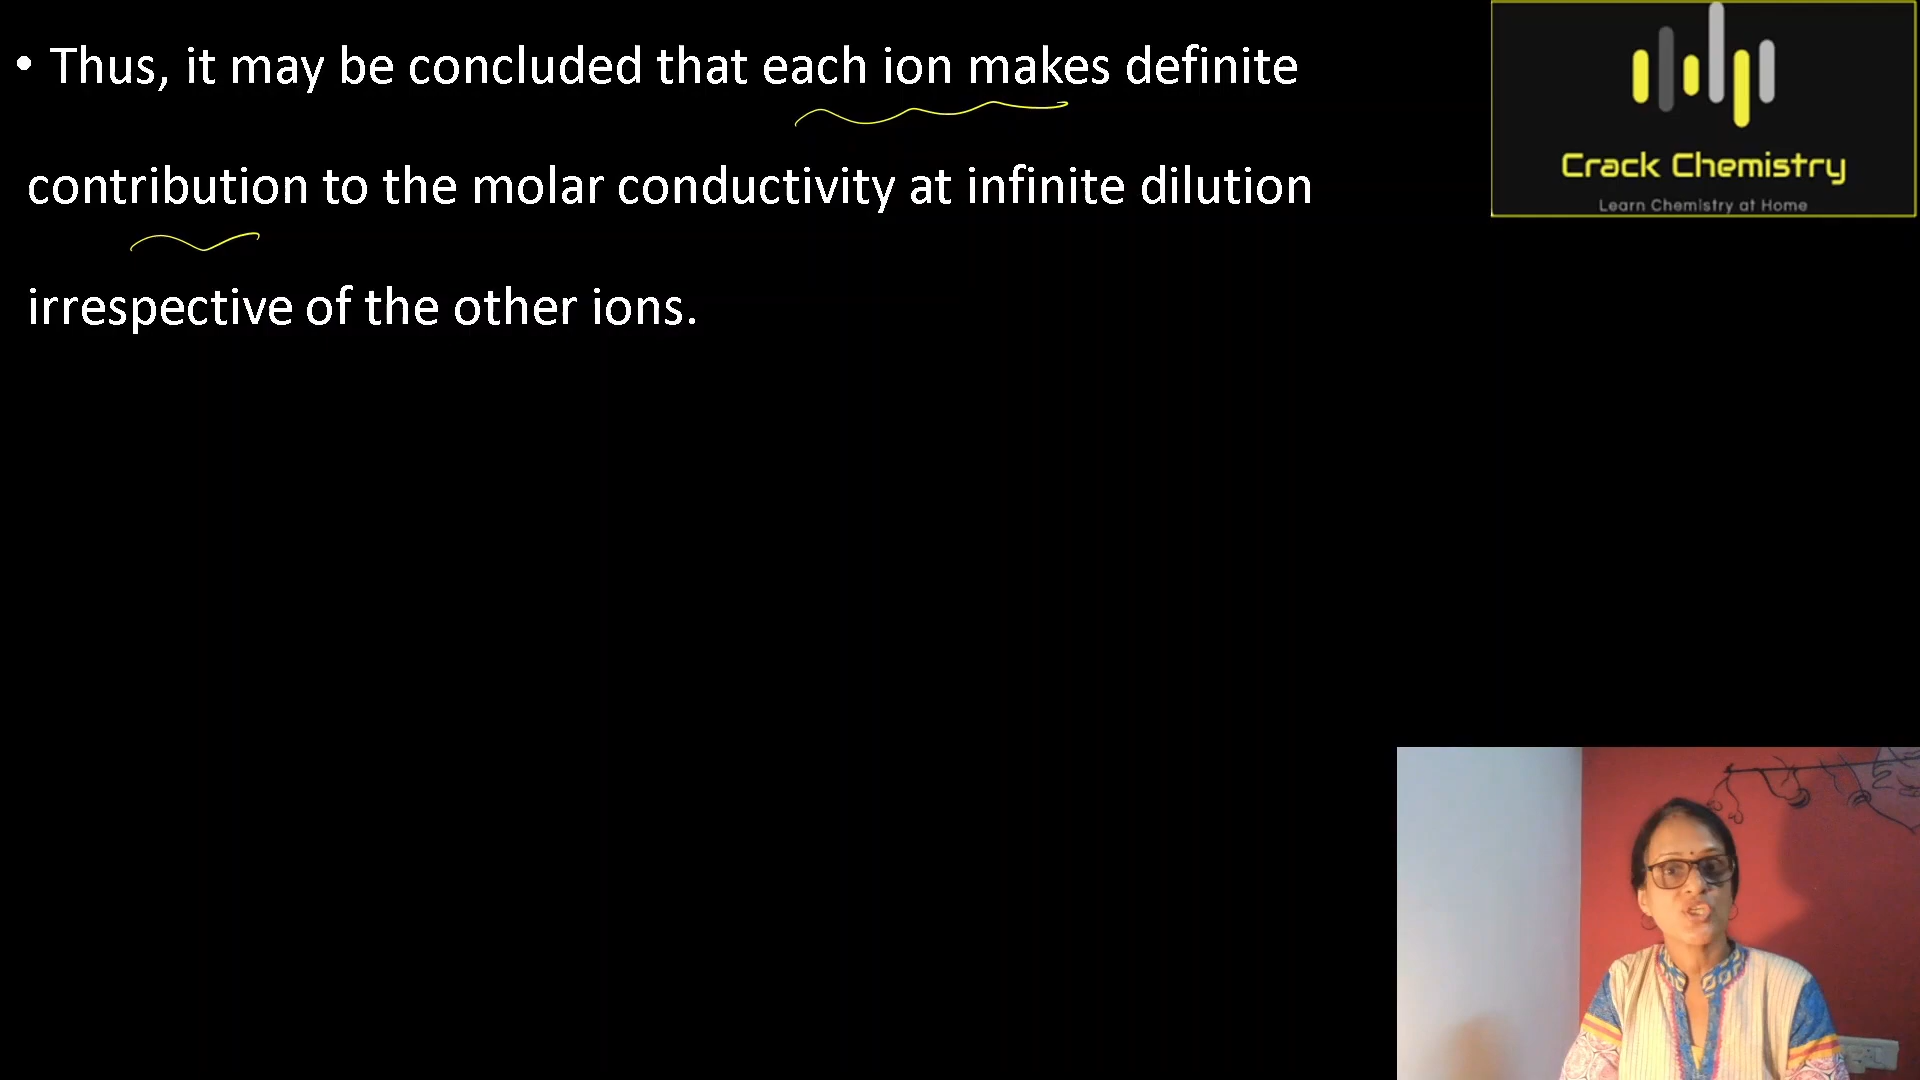 • Thus, it may be concluded that each ion makes definite
contribution to the molar conductivity at infinite dilution
irrespective of the other ions.
Crack Chemistry
Learn Chemistry at Home